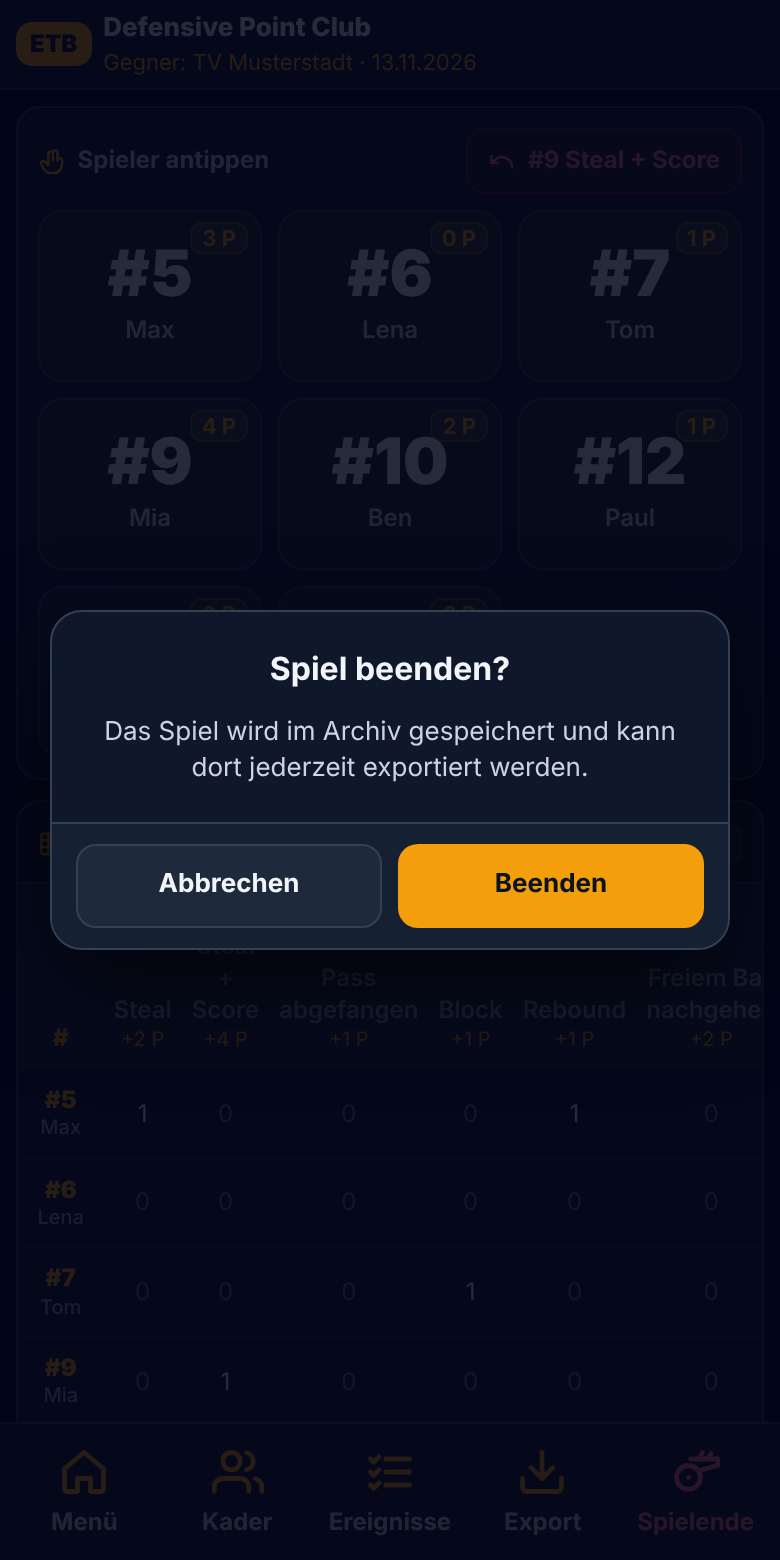 ETB
Defensive Point Club
Gegner: TV Musterstadt · 13.11.2026
Spieler antippen
#9 Steal + Score
3 P
0 P
1 P
#5
#6
#7
Max
Lena
Tom
4 P
2 P
1 P
#9
#10
#12
Mia
Ben
Paul
Spiel beenden?
Das Spiel wird im Archiv gespeichert und kann
dort jederzeit exportiert werden.
Abbrechen
Beenden
#
Steal
+2 P
Steal
+
Score
+4 P
Pass
abgefangen
+1 P
Block
+1 P
Rebound
+1 P
Freiem Ba
nachgehe
+2 P
#5
Max
1 0 0 0 1 0
#6
Lena
0 0 0 0 0 0
#7
Tom
0 0 0 1 0 0
#9
Mia
0 1 0 0 0 0
Menü
Kader
Ereignisse
Export
Spielende